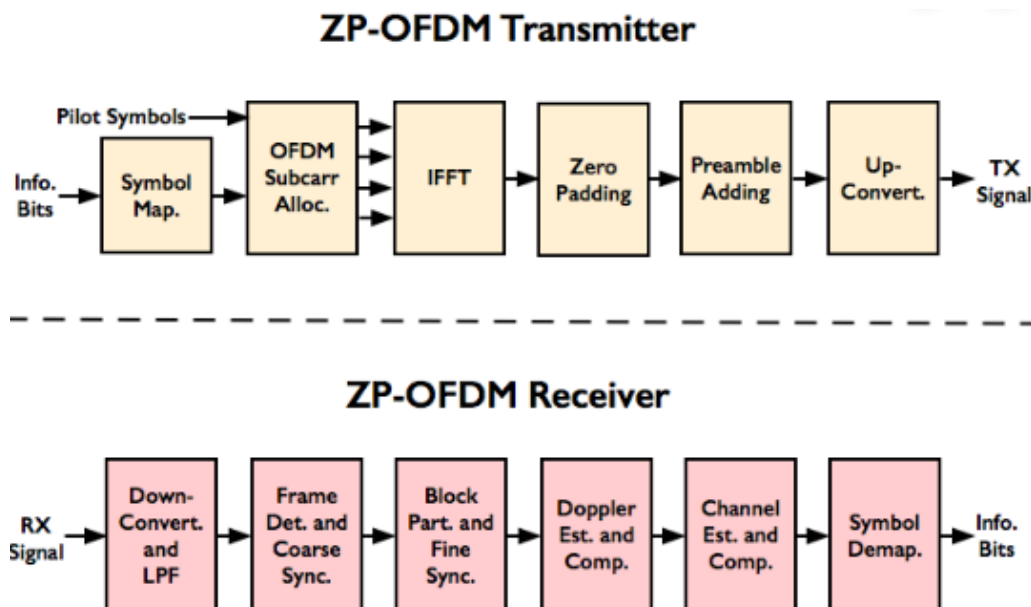 ZP-OFDM Transmitter
Pilot Symbols
Info.
Bits
Symbol
Map.
OFDM
Subcarr
Alloc.
IFFT
Zero
Padding
Preamble
Adding
Up-
Convert.
TX
Signal
ZP-OFDM Receiver
RX
Signal
Down-
Convert.
and
LPF
Frame
Det. and
Coarse
Sync.
Block
Part. and
Fine
Sync.
Doppler
Est. and
Comp.
Channel
Est. and
Comp.
Symbol
Demap.
Info.
Bits